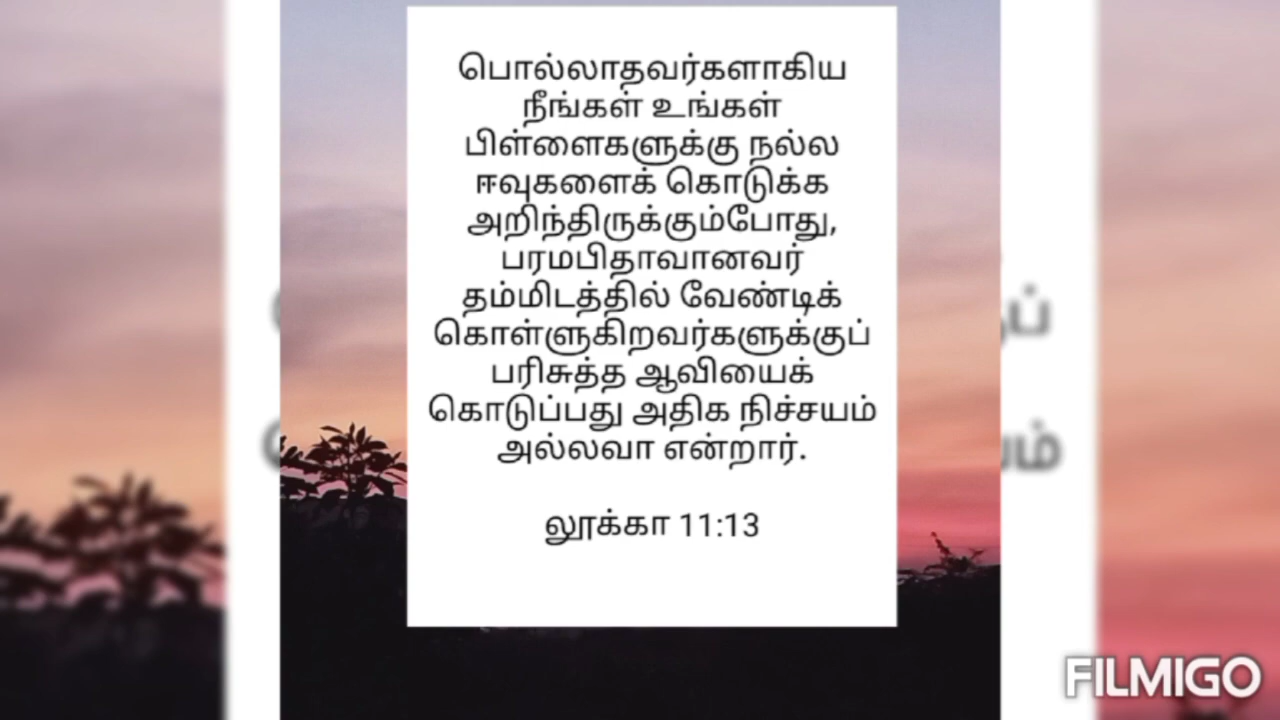 பொல்லாதவர்களாகிய
நீங்கள் உங்கள்
பிள்ளைகளுக்கு நல்ல
ஈவுகளைக் கொடுக்க
அறிந்திருக்கும்போது,
பரமபிதாவானவர்
தம்மிடத்தில் வேண்டிக்
கொள்ளுகிறவர்களுக்குப்
பரிசுத்த ஆவியைக்
கொடுப்பது அதிக நிச்சயம்
அல்லவா என்றார்.
லூக்கா 11:13
FILMIGO